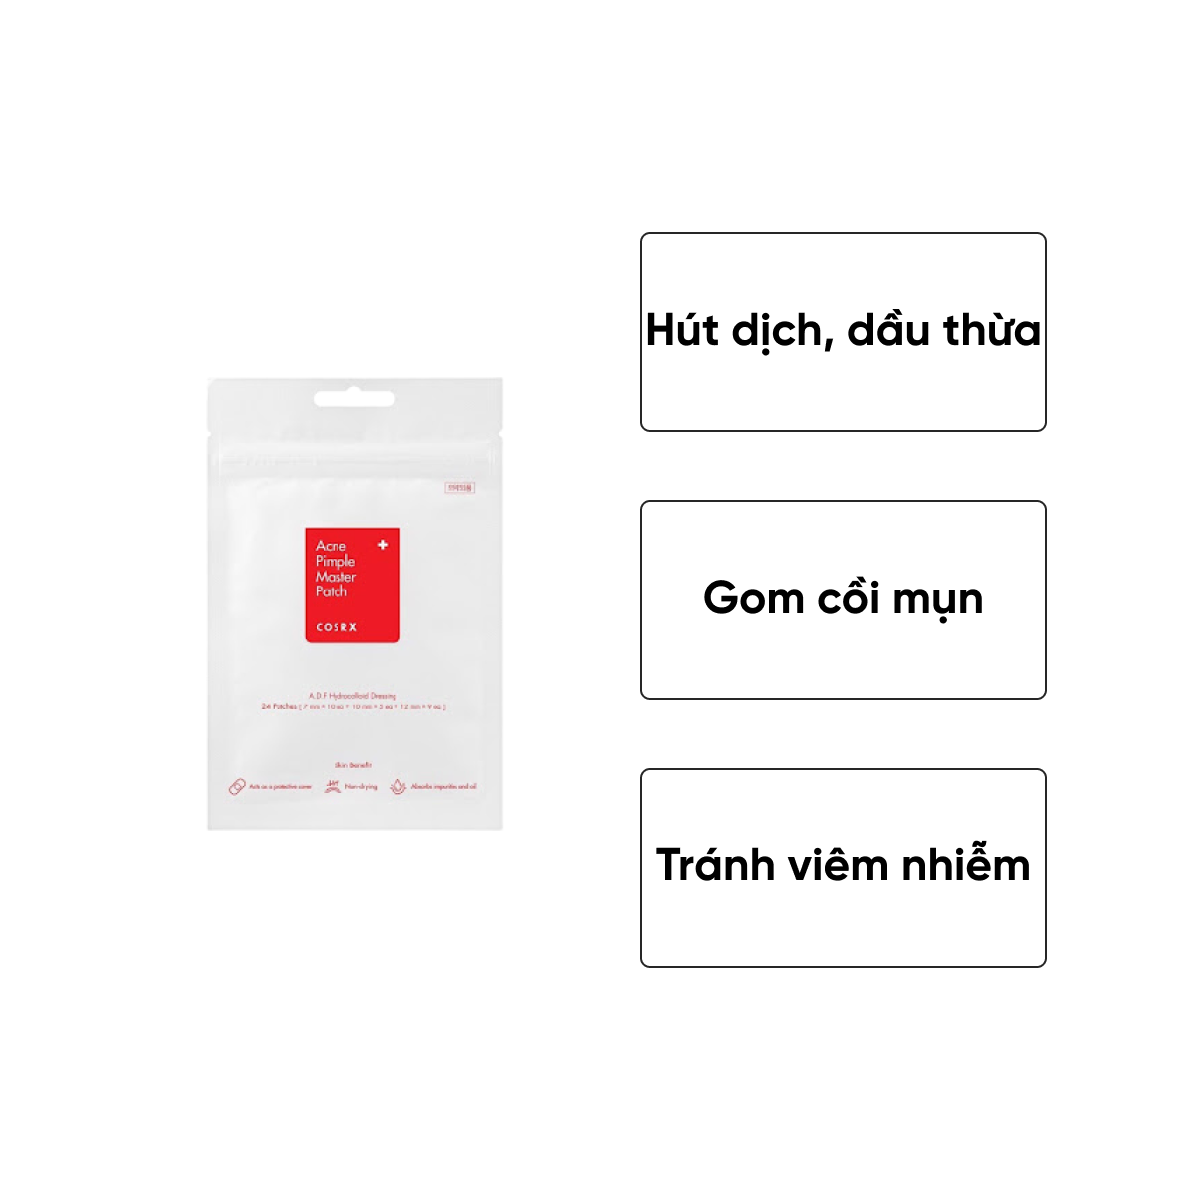 Hút dịch, dầu thừa
Gom cồi mụn
Tránh viêm nhiễm
Acne
Pimple
Master
Patch
COSRX
A.D.F Hydrocolloid Dressing
24 Patches [ 7 mm × 10 ea + 10 mm × 5 ea + 12 mm × 9 ea ]
Skin Benefit
Acts as a protective cover
Non-drying
Absorbs impurities and oil